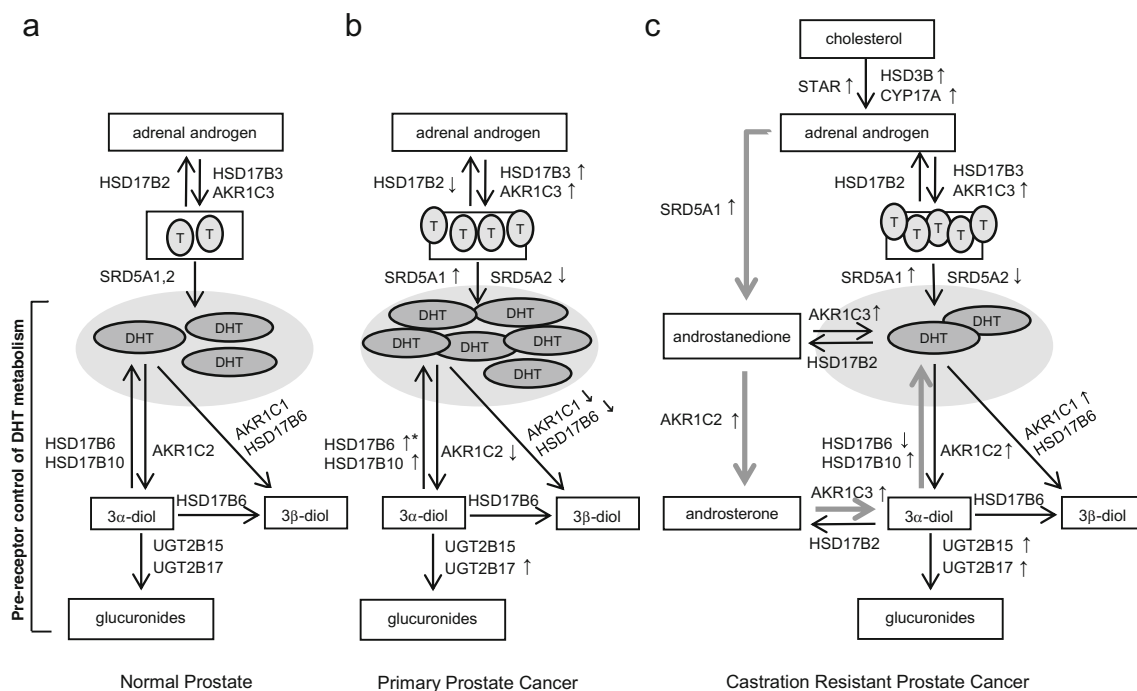 a
adrenal androgen
HSD17B2
HSD17B3
AKR1C3
T T
SRD5A1,2
DHT
DHT
DHT
HSD17B6
HSD17B10
AKR1C2
AKR1C1
HSD17B6
3α-diol
HSD17B6
3β-diol
UGT2B15
UGT2B17
glucuronides
Pre-receptor control of DHT metabolism
Normal Prostate
b
adrenal androgen
HSD17B2 ↓
HSD17B3 ↑
AKR1C3 ↑
T T T T
SRD5A1 ↑
SRD5A2 ↓
DHT
DHT
DHT
DHT
DHT
DHT
HSD17B6 ↑*
HSD17B10 ↑
AKR1C2 ↓
AKR1C1 ↓
HSD17B6 ↓
3α-diol
HSD17B6
3β-diol
UGT2B15
UGT2B17 ↑
glucuronides
Primary Prostate Cancer
c
cholesterol
STAR ↑
HSD3B ↑
CYP17A ↑
adrenal androgen
HSD17B2
HSD17B3
AKR1C3 ↑
SRD5A1 ↑
T T T T T
SRD5A1 ↑
SRD5A2 ↓
androstanedione
AKR1C3 ↑
HSD17B2
DHT
DHT
AKR1C2 ↑
HSD17B6 ↓
HSD17B10 ↑
AKR1C2 ↑
AKR1C1 ↑
HSD17B6
androsterone
AKR1C3 ↑
HSD17B2
3α-diol
HSD17B6
3β-diol
UGT2B15 ↑
UGT2B17 ↑
glucuronides
Castration Resistant Prostate Cancer